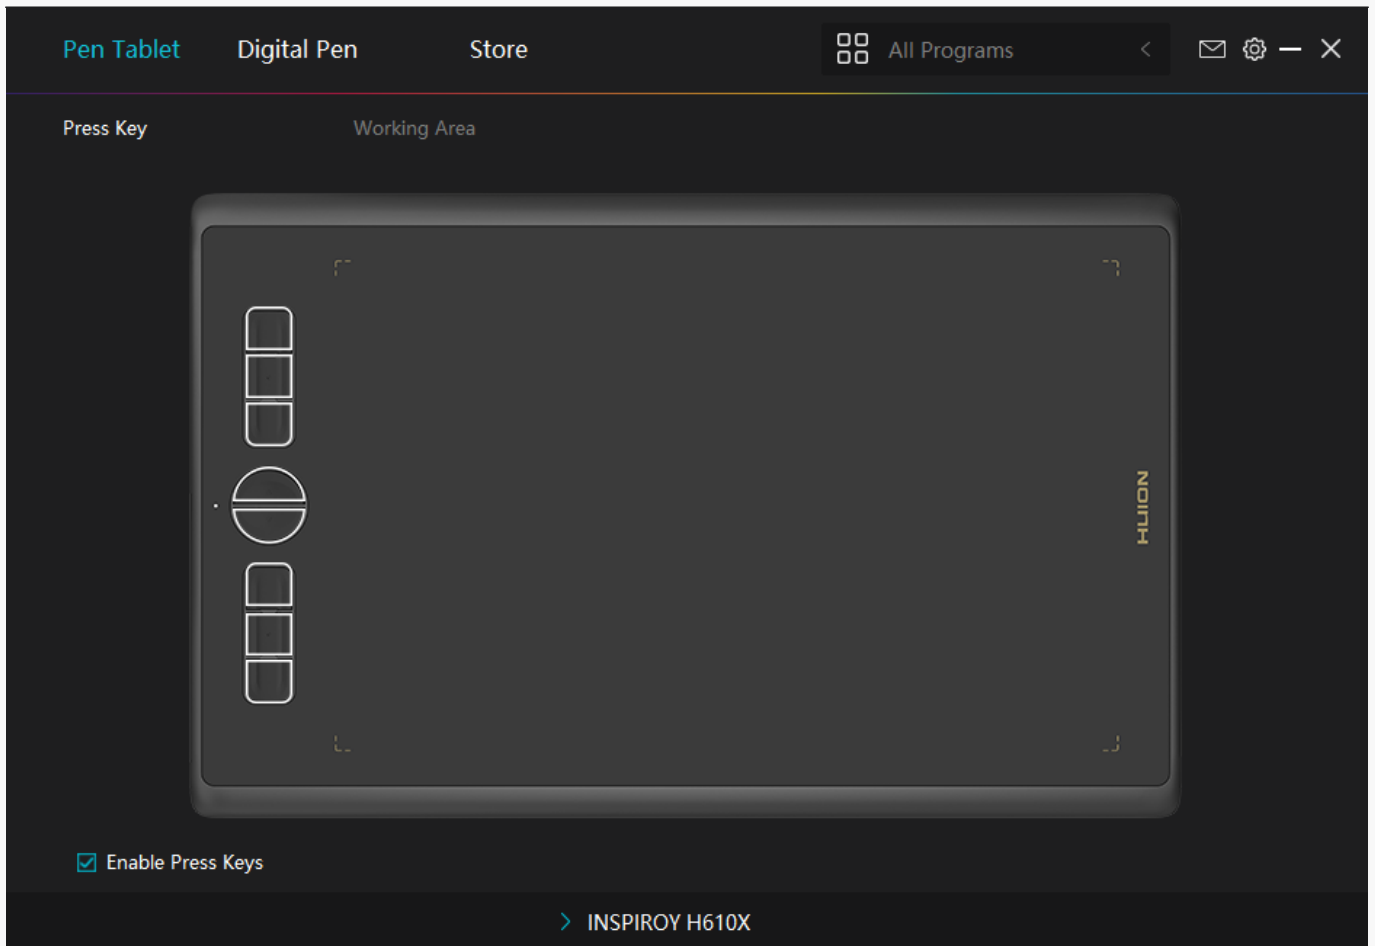 Pen Tablet
Digital Pen
Store
All Programs
Press Key
Working Area
HUION
Enable Press Keys
INSPIROY H610X